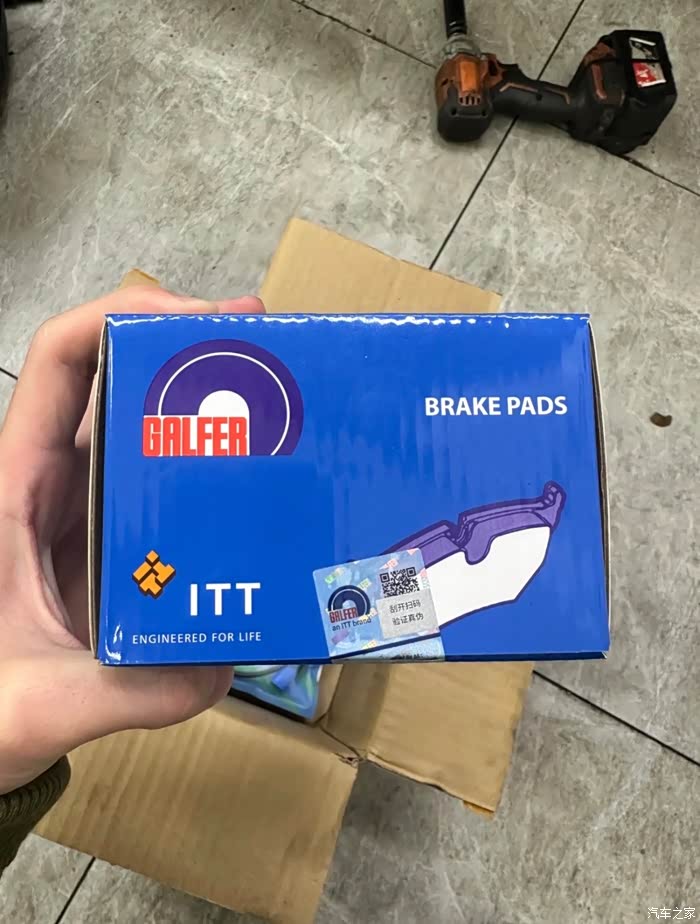 GALFER
BRAKE PADS
ITT
ENGINEERED FOR LIFE
GALFER
an ITT brand
刮开扫码
验证真伪
汽车之家